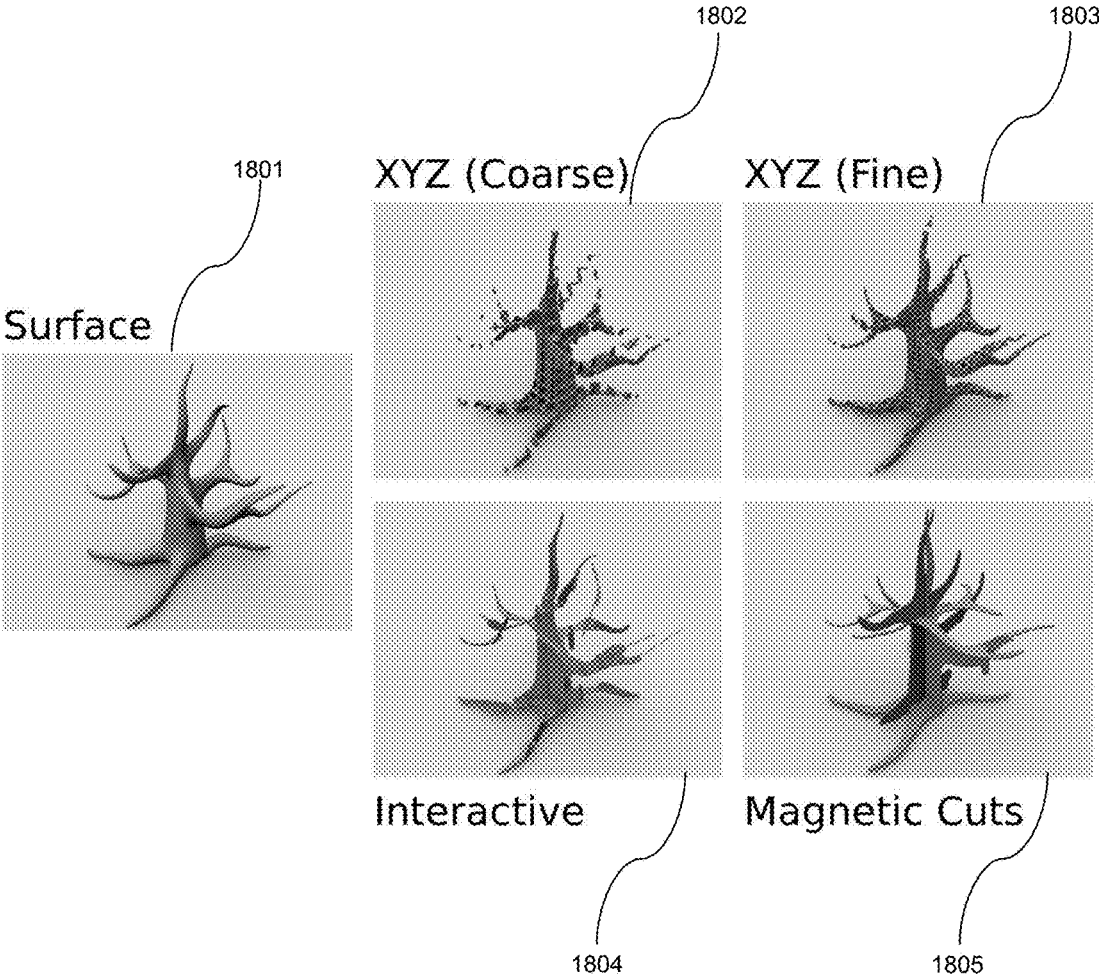 1802
1803
XYZ (Coarse)
XYZ (Fine)
1801
Surface
Interactive
Magnetic Cuts
1804
1805